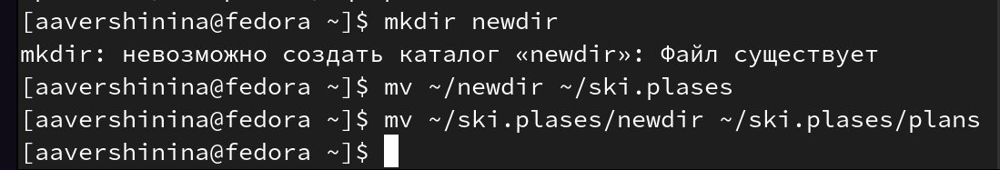 [aavershinina@fedora ~]$ mkdir newdir
mkdir: невозможно создать каталог «newdir»: Файл существует
[aavershinina@fedora ~]$ mv ~/newdir ~/ski.plases
[aavershinina@fedora ~]$ mv ~/ski.plases/newdir ~/ski.plases/plans
[aavershinina@fedora ~]$